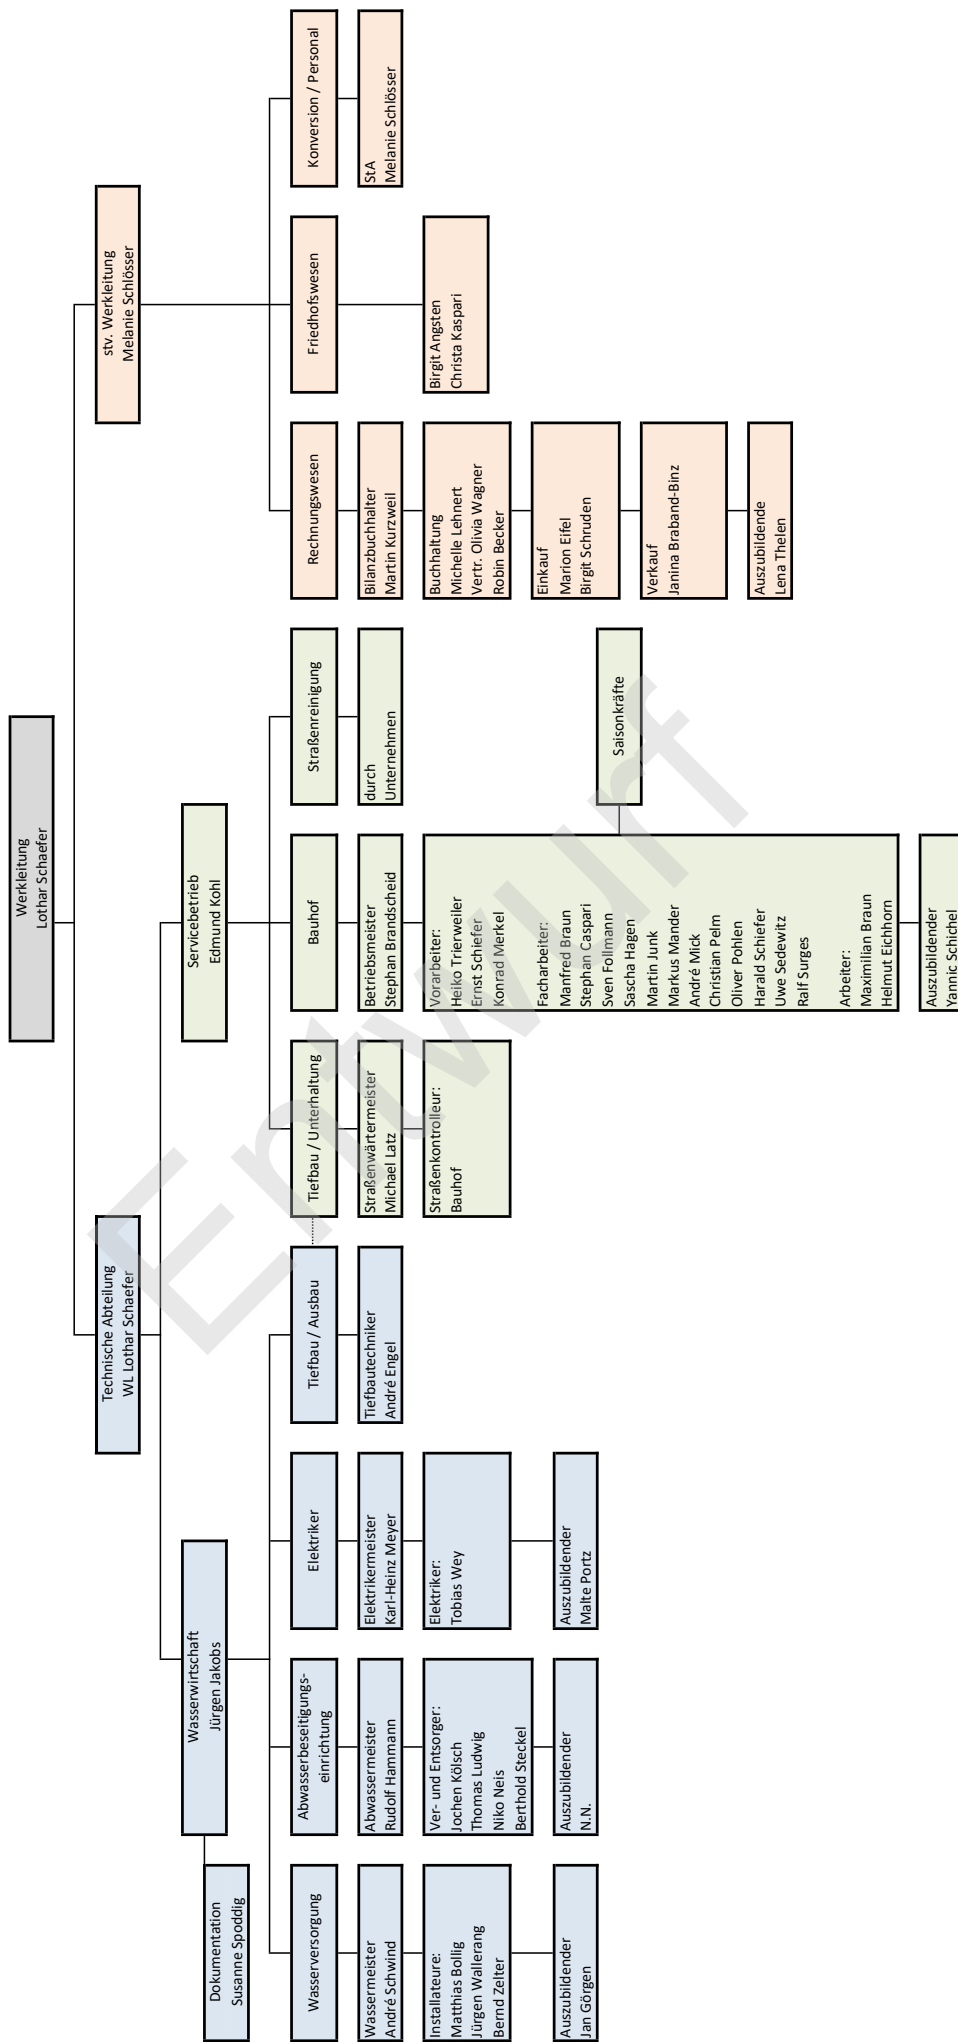 Werkleitung
Lothar Schaefer
Technische Abteilung
WL Lothar Schaefer
stv. Werkleitung
Melanie Schlösser
Wasserwirtschaft
Jürgen Jakobs
Servicebetrieb
Edmund Kohl
Dokumentation
Susanne Spoddig
Wasserversorgung
Wassermeister
André Schwind
Installateure:
Matthias Bollig
Jürgen Wallerang
Bernd Zelter
Auszubildender
Jan Görgen
Abwasserbeseitigungs-
einrichtung
Abwassermeister
Rudolf Hammann
Ver- und Entsorger:
Jochen Kölsch
Thomas Ludwig
Niko Neis
Berthold Steckel
Auszubildender
N.N.
Elektriker
Elektrikermeister
Karl-Heinz Meyer
Elektriker:
Tobias Wey
Auszubildender
Malte Portz
Tiefbau / Ausbau
Tiefbautechniker
André Engel
Tiefbau / Unterhaltung
Straßenwärtermeister
Michael Latz
Straßenkontrolleur:
Bauhof
Bauhof
Betriebsmeister
Stephan Brandscheid
Vorarbeiter:
Heiko Trierweiler
Ernst Schiefer
Konrad Merkel
Facharbeiter:
Manfred Braun
Stephan Caspari
Sven Follmann
Sascha Hagen
Martin Junk
Markus Mander
André Mick
Christian Pelm
Oliver Pohlen
Harald Schiefer
Uwe Sedewitz
Ralf Surges
Arbeiter:
Maximilian Braun
Helmut Eichhorn
Auszubildender
Yannic Schichel
Saisonkräfte
Straßenreinigung
durch
Unternehmen
Rechnungswesen
Bilanzbuchhalter
Martin Kurzweil
Buchhaltung
Michelle Lehnert
Vertr. Olivia Wagner
Robin Becker
Einkauf
Marion Eifel
Birgit Schruden
Verkauf
Janina Braband-Binz
Auszubildende
Lena Thelen
Friedhofswesen
Birgit Angsten
Christa Kaspari
Konversion / Personal
StA
Melanie Schlösser
Entwurf